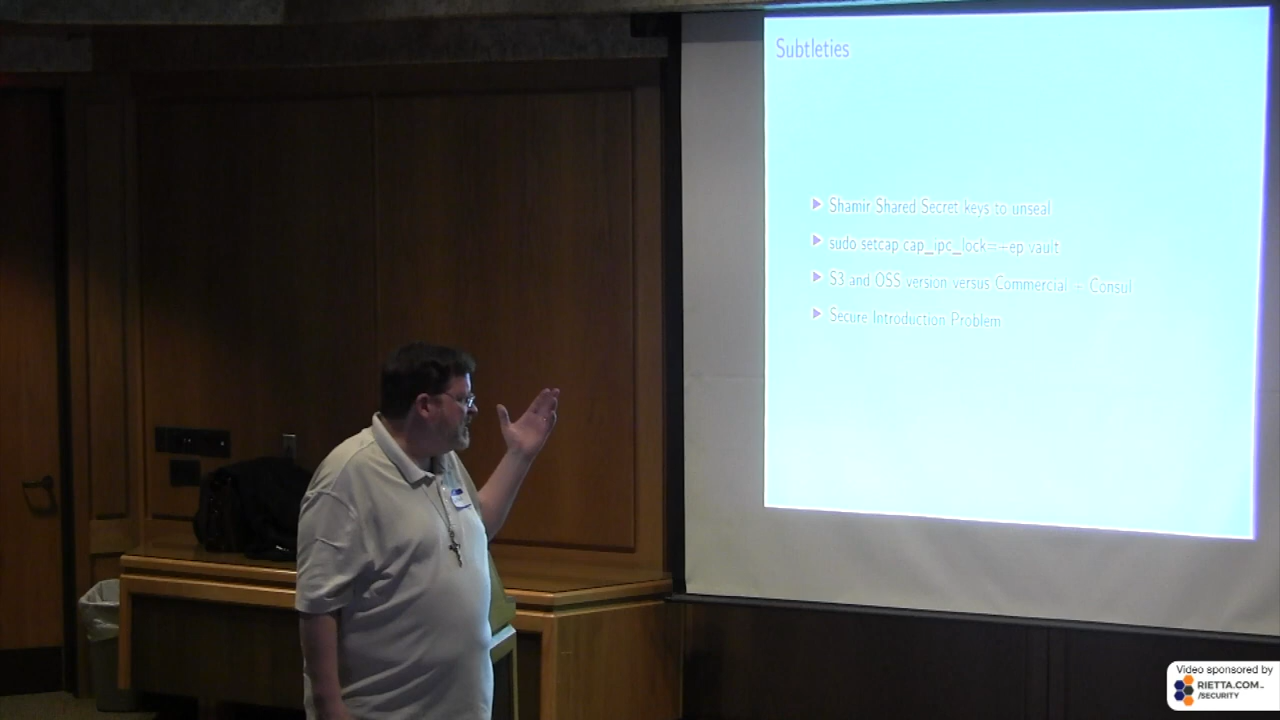 Subtleties
Shamir Shared Secret keys to unseal
sudo setcap cap_ipc_lock=+ep vault
S3 and OSS version versus Commercial + Consul
Secure Introduction Problem
Video sponsored by
RIETTA.COM
/SECURITY